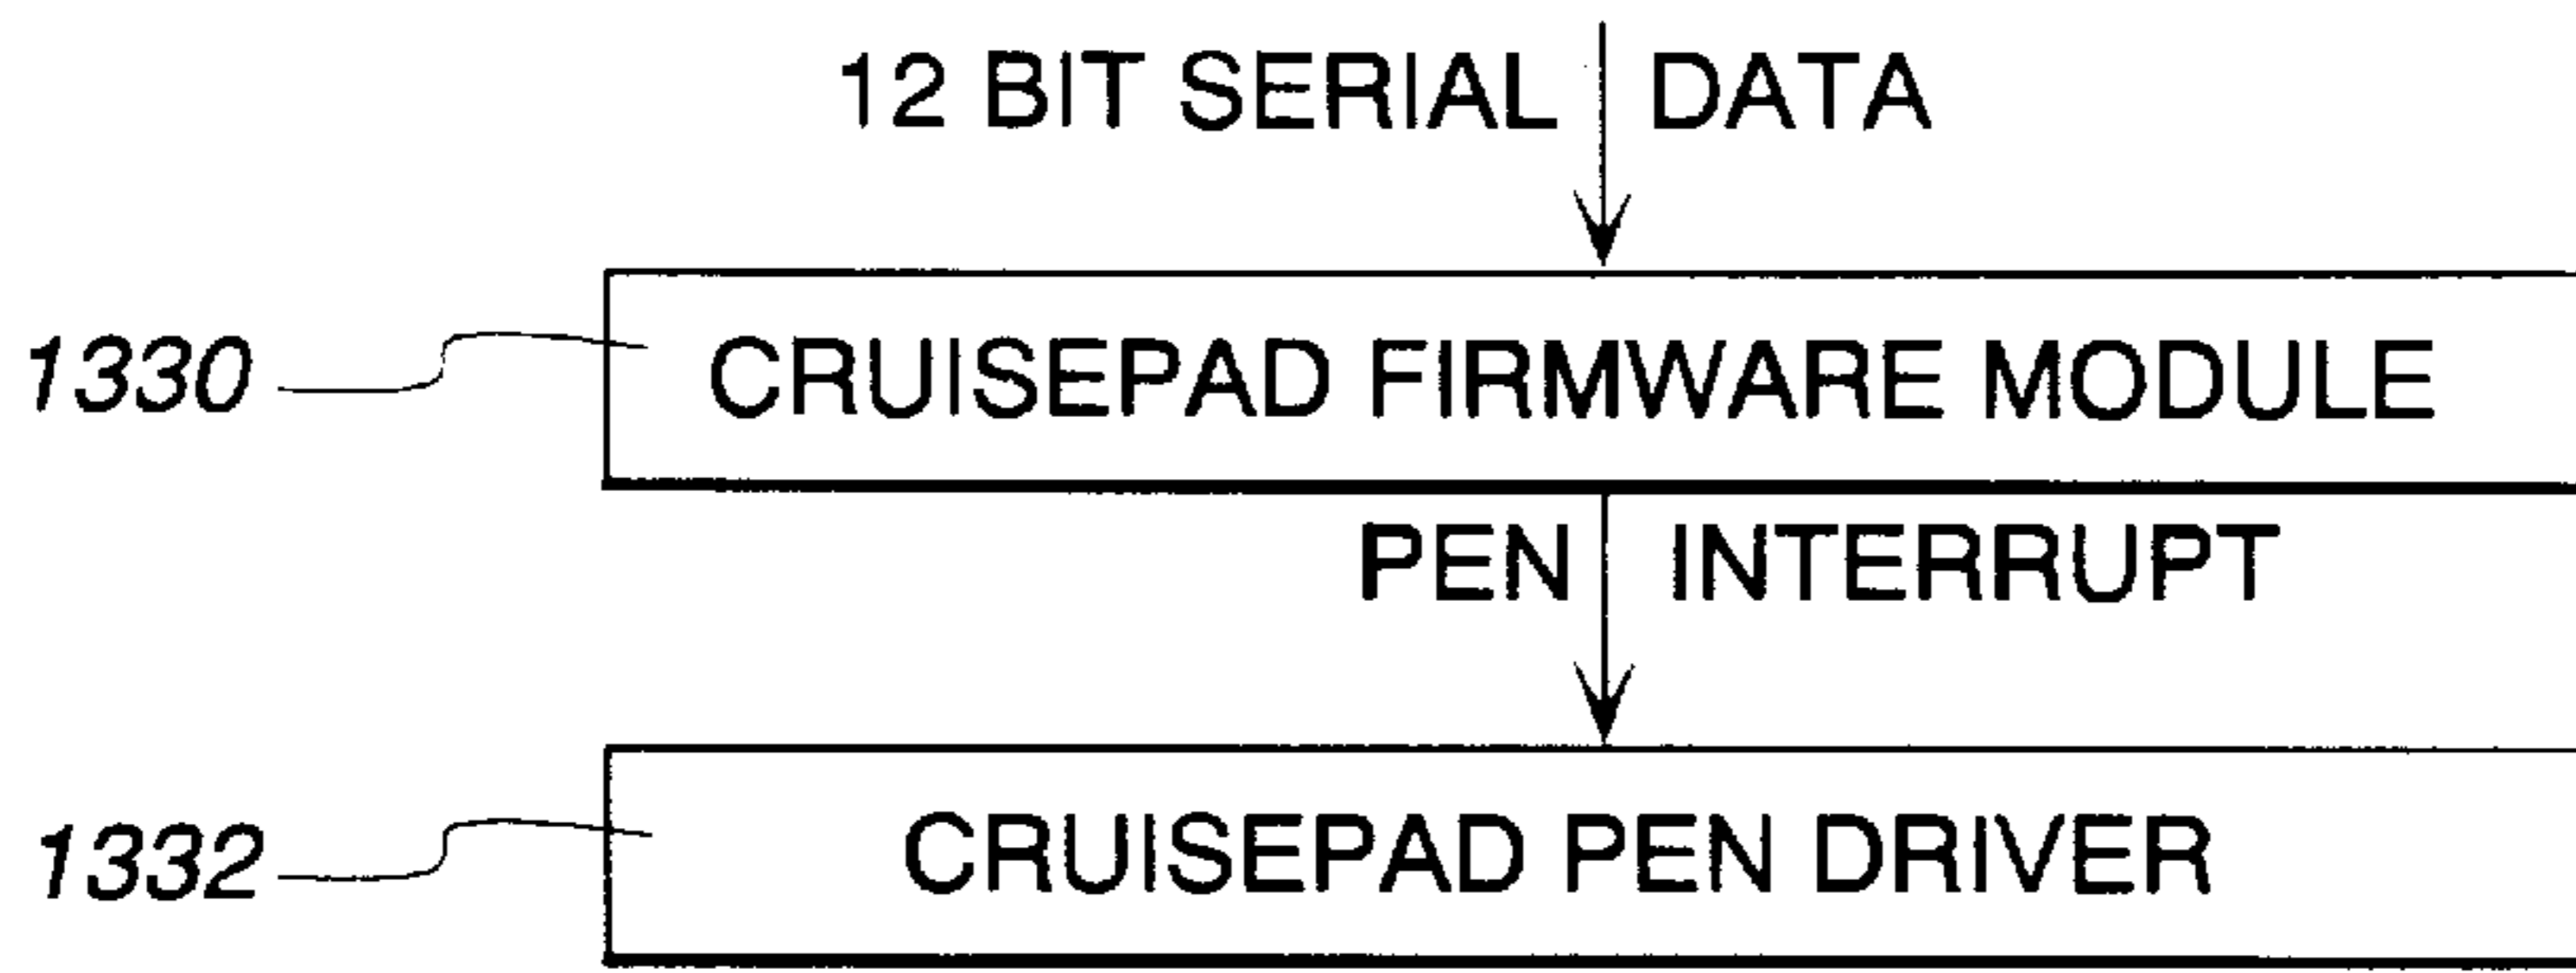 12 BIT SERIAL DATA
1330 CRUISEPAD FIRMWARE MODULE
PEN INTERRUPT
1332 CRUISEPAD PEN DRIVER